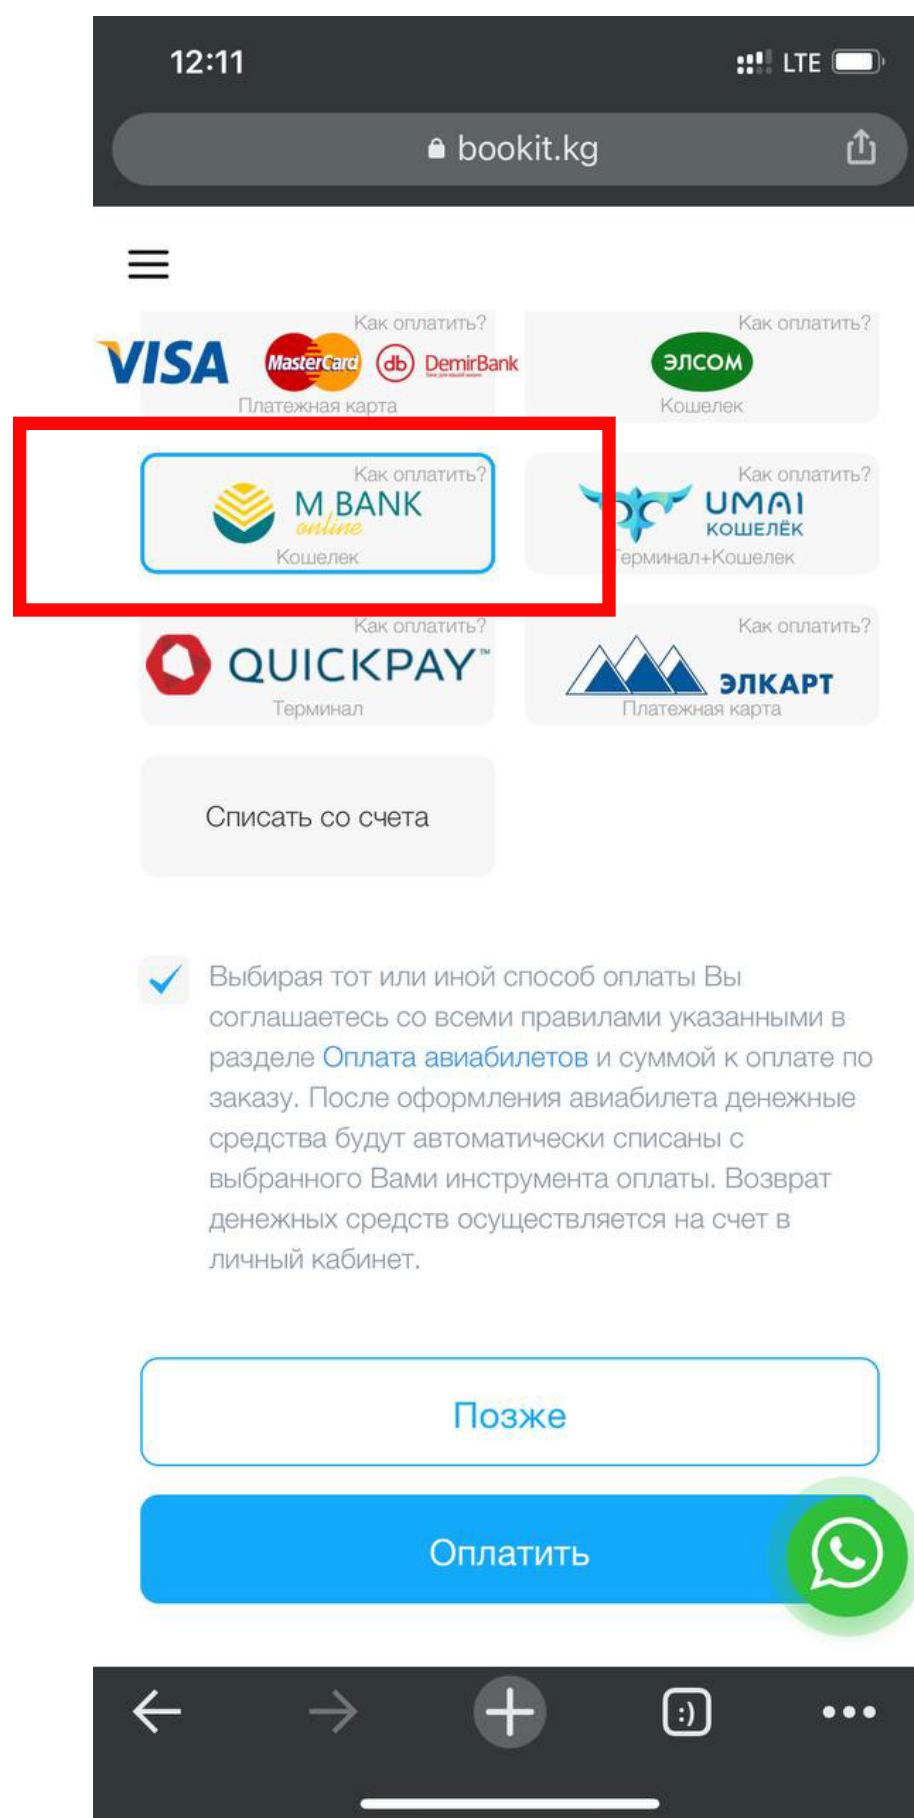 12:11
LTE
bookit.kg
Как оплатить?
Как оплатить?
VISA MasterCard db DemirBank
ЭЛСОМ
Платежная карта
Кошелек
Как оплатить?
Как оплатить?
M BANK
online
Кошелек
UMAI
КОШЕЛЁК
Терминал+Кошелек
Как оплатить?
Как оплатить?
QUICKPAY™
Терминал
ЭЛКАРТ
Платежная карта
Списать со счета
Выбирая тот или иной способ оплаты Вы
соглашаетесь со всеми правилами указанными в
разделе Оплата авиабилетов и суммой к оплате по
заказу. После оформления авиабилета денежные
средства будут автоматически списаны с
выбранного Вами инструмента оплаты. Возврат
денежных средств осуществляется на счет в
личный кабинет.
Позже
Оплатить
:)